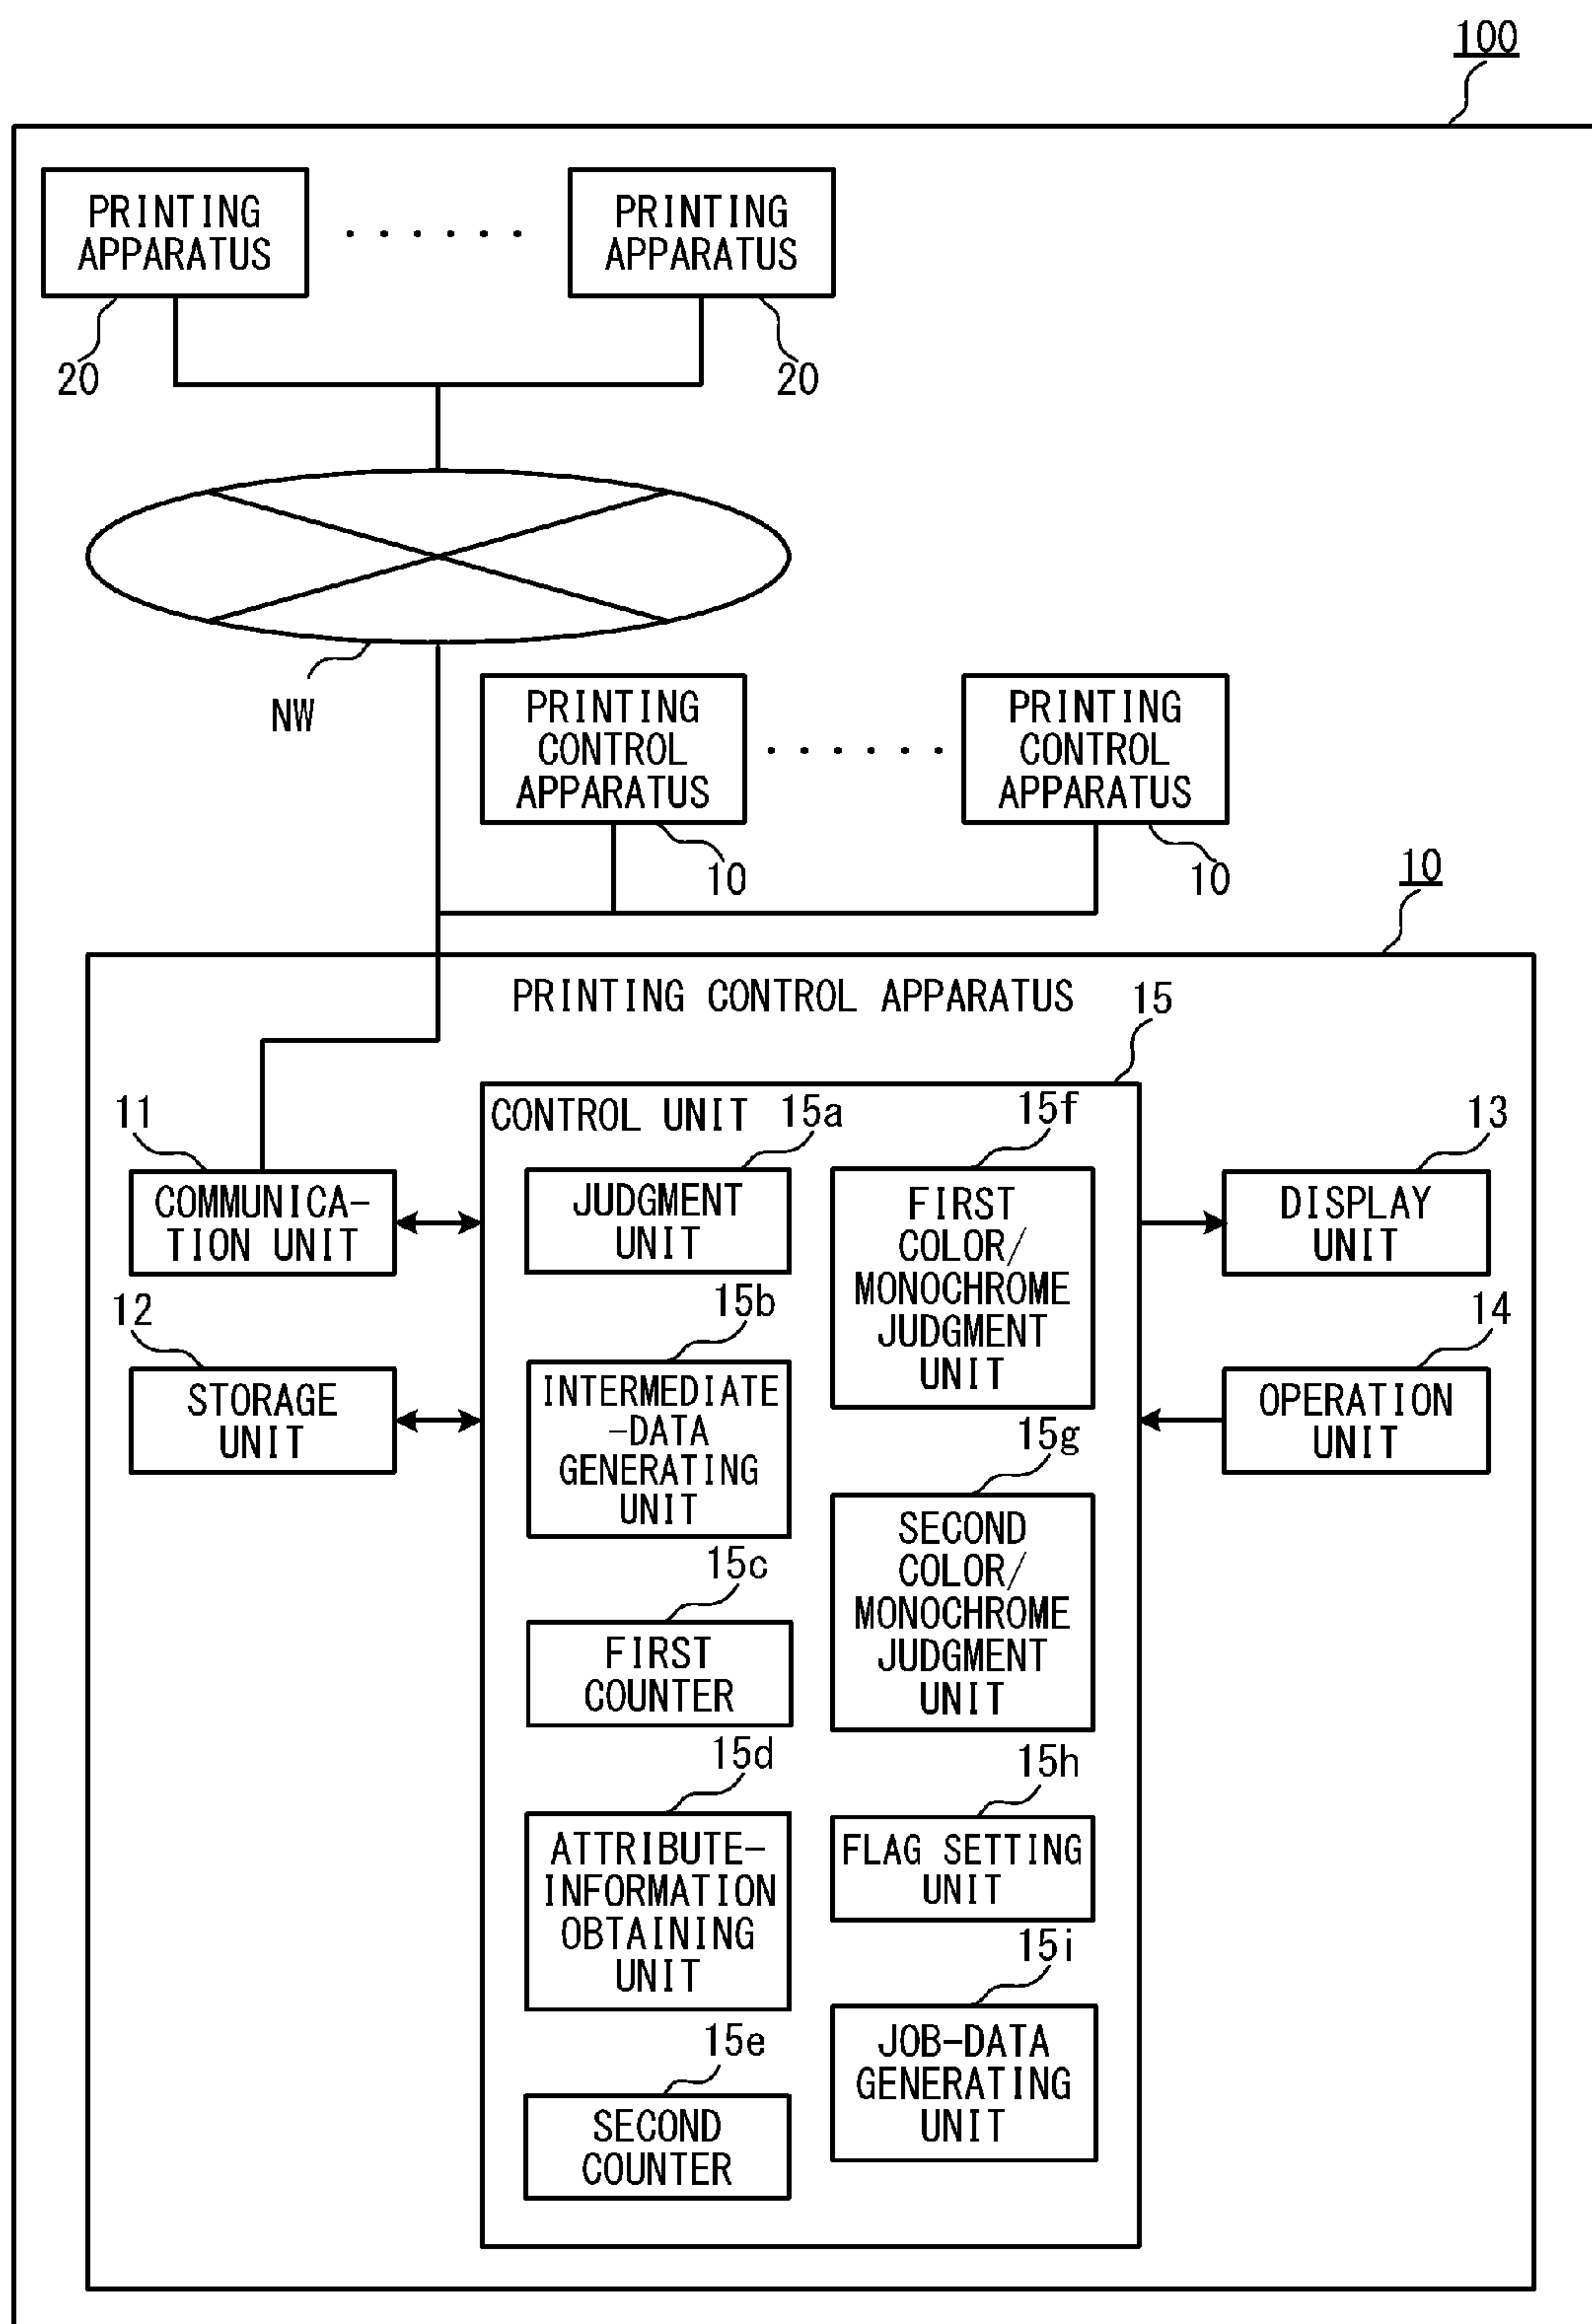 100
PRINTING
APPARATUS
. . . . . .
PRINTING
APPARATUS
20
20
NW
PRINTING
CONTROL
APPARATUS
. . . . . .
PRINTING
CONTROL
APPARATUS
10
10
10
PRINTING CONTROL APPARATUS
15
11
COMMUNICA-
TION UNIT
12
STORAGE
UNIT
CONTROL UNIT
15a
JUDGMENT
UNIT
15b
INTERMEDIATE
-DATA
GENERATING
UNIT
15c
FIRST
COUNTER
15d
ATTRIBUTE-
INFORMATION
OBTAINING
UNIT
15e
SECOND
COUNTER
15f
FIRST
COLOR/
MONOCHROME
JUDGMENT
UNIT
15g
SECOND
COLOR/
MONOCHROME
JUDGMENT
UNIT
15h
FLAG SETTING
UNIT
15i
JOB-DATA
GENERATING
UNIT
13
DISPLAY
UNIT
14
OPERATION
UNIT